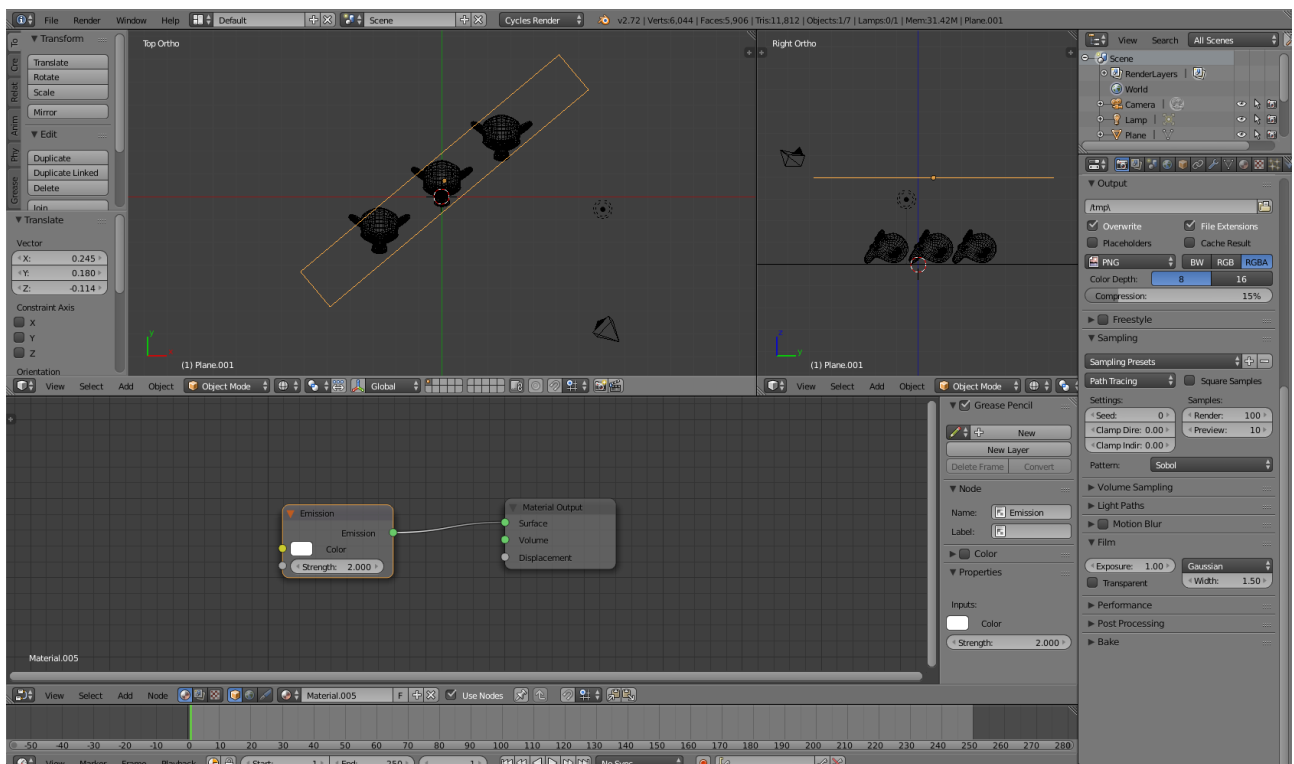 File Render Window Help Default Scene Cycles Render v2.72 | Verts:6,044 | Faces:5,906 | Tris:11,812 | Objects:1/7 | Lamps:0/1 | Mem:31.42M | Plane.001
Transform
Translate
Rotate
Scale
Mirror
Edit
Duplicate
Duplicate Linked
Delete
Join
To
Cre
Relat
Anim
Phy
Grease
Translate
Vector
X: 0.245
Y: 0.180
Z: -0.114
Constraint Axis
X
Y
Z
Orientation
Top Ortho
y
(1) Plane.001
View Select Add Object Object Mode Global
Right Ortho
z
y
(1) Plane.001
View Select Add Object Object Mode
View Search All Scenes
Scene
RenderLayers |
World
Camera |
Lamp |
Plane |
Output
/tmp\
Overwrite File Extensions
Placeholders Cache Result
PNG BW RGB RGBA
Color Depth: 8 16
Compression: 15%
Freestyle
Sampling
Sampling Presets
Path Tracing Square Samples
Settings: Samples:
Seed: 0 Render: 100
Clamp Dire: 0.00 Preview: 10
Clamp Indir: 0.00
Pattern: Sobol
Volume Sampling
Light Paths
Motion Blur
Film
Exposure: 1.00 Gaussian
Transparent Width: 1.50
Performance
Post Processing
Bake
Emission
Emission
Color
Strength: 2.000
Material Output
Surface
Volume
Displacement
Material.005
Grease Pencil
New
New Layer
Delete Frame Convert
Node
Name: Emission
Label:
Color
Properties
Inputs:
Color
Strength: 2.000
View Select Add Node Material.005 F Use Nodes
-50 -40 -30 -20 -10 0 10 20 30 40 50 60 70 80 90 100 110 120 130 140 150 160 170 180 190 200 210 220 230 240 250 260 270 280
View Marker Frame Playback Start: 1 End: 250 1 No Sync